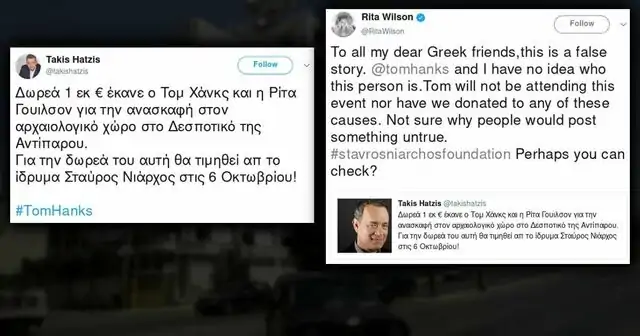 Takis Hatzis
@takishatzis
Follow
Δωρεά 1 εκ € έκανε ο Τομ Χάνκς και η Ρίτα
Γουιλσον για την ανασκαφή στον
αρχαιολογικό χώρο στο Δεσποτικό της
Αντίπαρου.
Για την δωρεά του αυτή θα τιμηθεί απ το
ίδρυμα Σταύρος Νιάρχος στις 6 Οκτωβρίου!
#TomHanks
Rita Wilson
@RitaWilson
Follow
To all my dear Greek friends,this is a false
story. @tomhanks and I have no idea who
this person is.Tom will not be attending this
event nor have we donated to any of these
causes. Not sure why people would post
something untrue.
#stavrosniarchosfoundation Perhaps you can
check?
Takis Hatzis @takishatzis
Δωρεά 1 εκ € έκανε ο Τομ Χάνκς και η Ρίτα Γουιλσον για την
ανασκαφή στον αρχαιολογικό χώρο στο Δεσποτικό της Αντίπαρου.
Για την δωρεά του αυτή θα τιμηθεί απ το ίδρυμα Σταύρος Νιάρχος
στις 6 Οκτωβρίου!